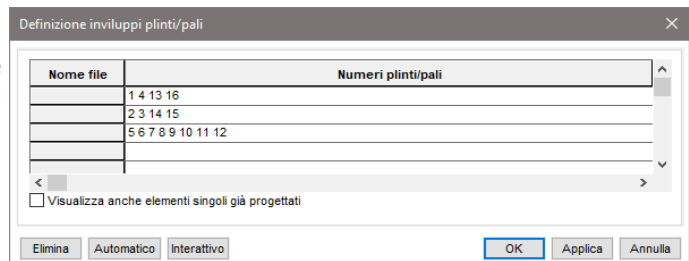 Definizione inviluppi plinti/pali
Nome file Numeri plinti/pali
1 4 13 16
2 3 14 15
5 6 7 8 9 10 11 12
Visualizza anche elementi singoli già progettati
Elimina Automatico Interattivo OK Applica Annulla